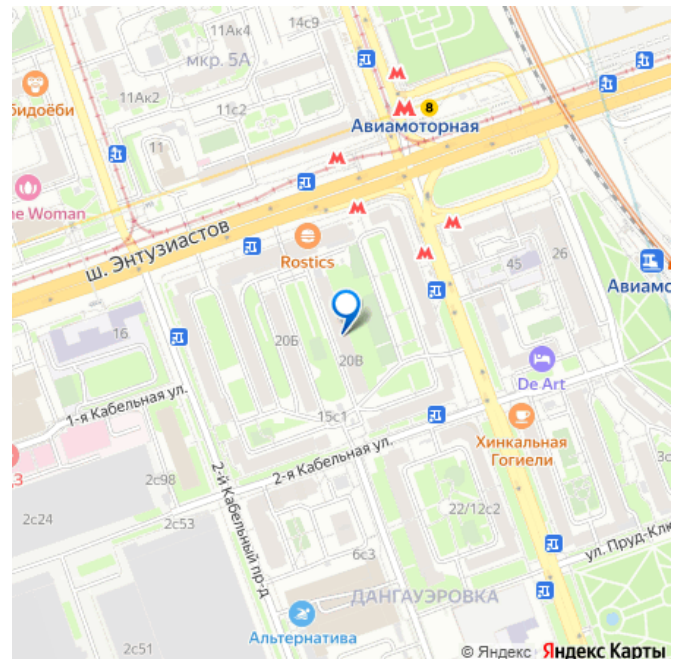 14с9
11Ак4
мкр. 5А
11Ак2
бидоёби
11с2
8
Авиамоторная
11
ne Woman
ш. Энтузиастов
Rostics
45
26
Авиамо
16
20Б
20В
De Art
1-я Кабельная ул.
15с1
Хинкальная
Гогиели
2-я Кабельная ул.
2-й Кабельный пр-д
2с98
2с24
2с53
22/12с2
3с
ул. Пруд-Клю
6с3
ДАНГАУЭРОВКА
Альтернатива
2с51
© Яндекс Яндекс Карты